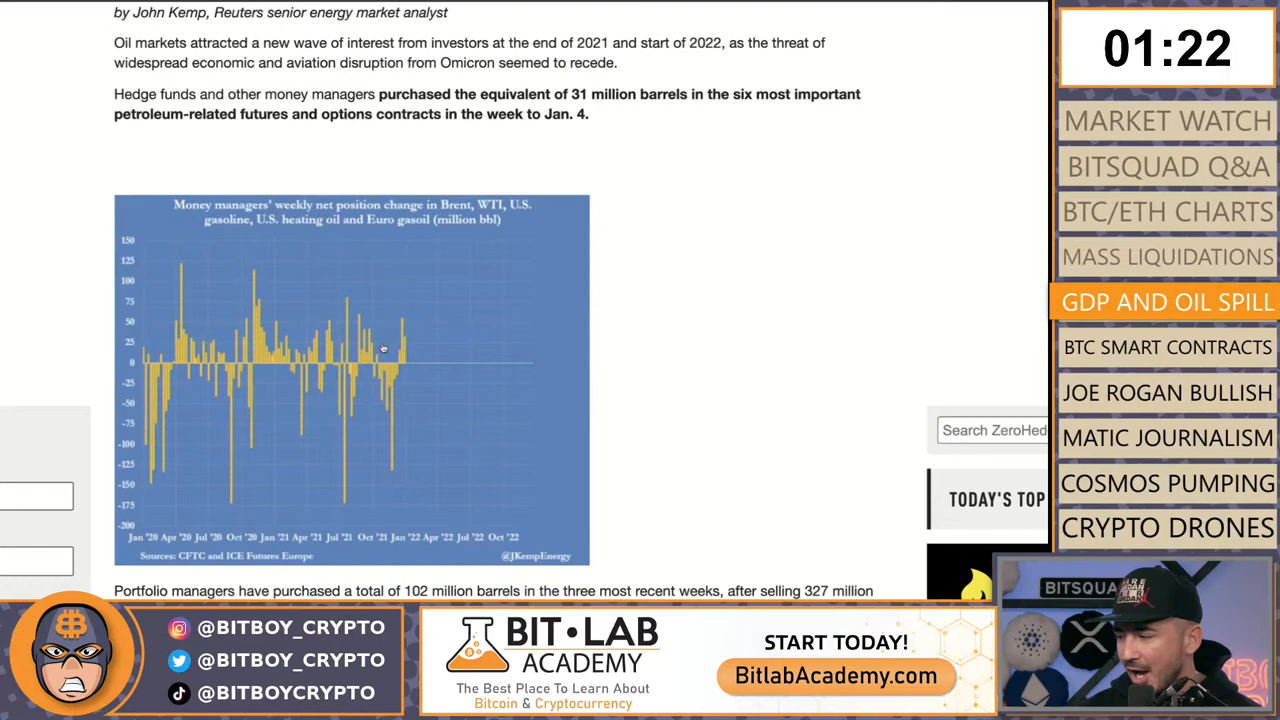 by John Kemp, Reuters senior energy market analyst
Oil markets attracted a new wave of interest from investors at the end of 2021 and start of 2022, as the threat of
widespread economic and aviation disruption from Omicron seemed to recede.
Hedge funds and other money managers purchased the equivalent of 31 million barrels in the six most important
petroleum-related futures and options contracts in the week to Jan. 4.
Money managers' weekly net position change in Brent, WTI, U.S.
gasoline, U.S. heating oil and Euro gasoil (million bbl)
150
125
100
75
50
25
0
-25
-50
-75
-100
-125
-150
-175
-200
Jan '20 Apr '20 Jul '20 Oct '20 Jan '21 Apr '21 Jul '21 Oct '21 Jan '22 Apr '22 Jul '22 Oct '22
Sources: CFTC and ICE Futures Europe
@JKempEnergy
Portfolio managers have purchased a total of 102 million barrels in the three most recent weeks, after selling 327 million
Search ZeroHed
TODAY'S TOP
01:22
MARKET WATCH
BITSQUAD Q&A
BTC/ETH CHARTS
MASS LIQUIDATIONS
GDP AND OIL SPILL
BTC SMART CONTRACTS
JOE ROGAN BULLISH
MATIC JOURNALISM
COSMOS PUMPING
CRYPTO DRONES
@BITBOY_CRYPTO
@BITBOY_CRYPTO
@BITBOYCRYPTO
BIT•LAB
ACADEMY
The Best Place To Learn About
Bitcoin & Cryptocurrency
START TODAY!
BitlabAcademy.com
BITSQUA